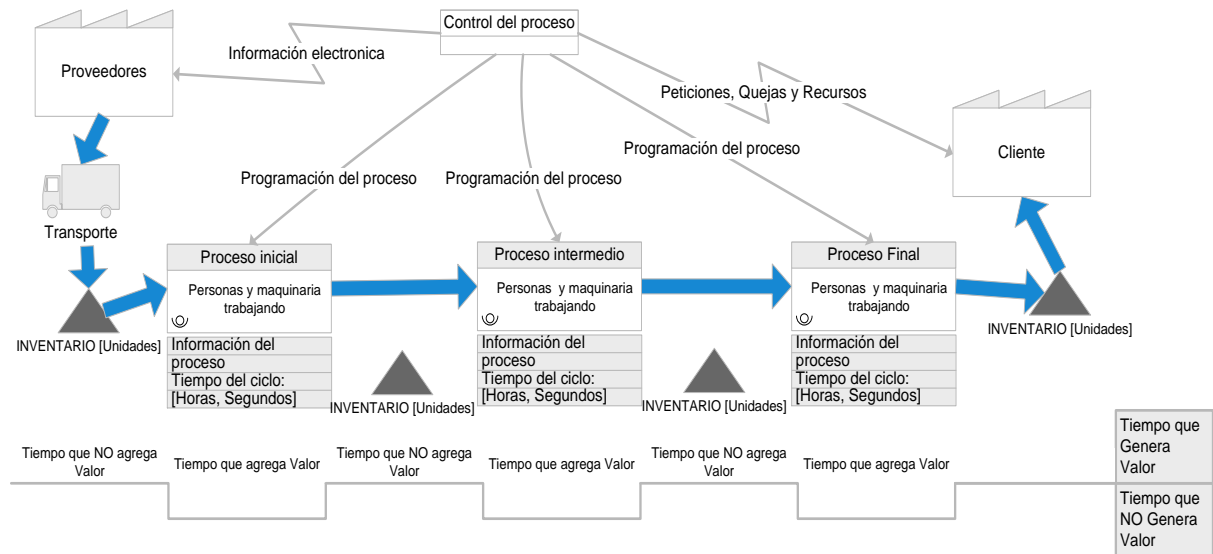 Control del proceso
Información electronica
Proveedores
Peticiones, Quejas y Recursos
Cliente
Programación del proceso
Programación del proceso
Programación del proceso
Transporte
Proceso inicial
Personas y maquinaria
trabajando
Proceso intermedio
Personas y maquinaria
trabajando
Proceso Final
Personas y maquinaria
trabajando
INVENTARIO [Unidades]
Información del
proceso
Tiempo del ciclo:
[Horas, Segundos]
INVENTARIO [Unidades]
Información del
proceso
Tiempo del ciclo:
[Horas, Segundos]
INVENTARIO [Unidades]
Información del
proceso
Tiempo del ciclo:
[Horas, Segundos]
INVENTARIO [Unidades]
Tiempo que NO agrega
Valor
Tiempo que agrega Valor
Tiempo que NO agrega
Valor
Tiempo que agrega Valor
Tiempo que NO agrega
Valor
Tiempo que agrega Valor
Tiempo que
Genera
Valor
Tiempo que
NO Genera
Valor